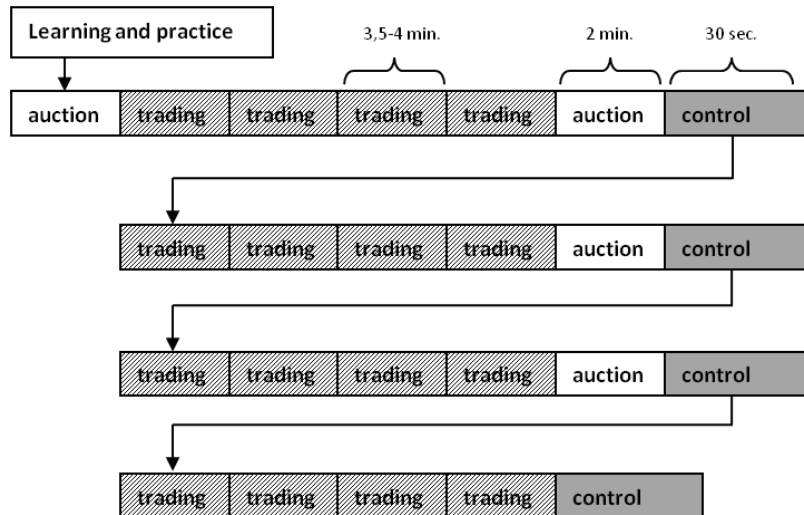 Learning and practice 3,5-4 min. 2 min. 30 sec.
auction trading trading trading trading auction control
trading trading trading trading auction control
trading trading trading trading auction control
trading trading trading trading control